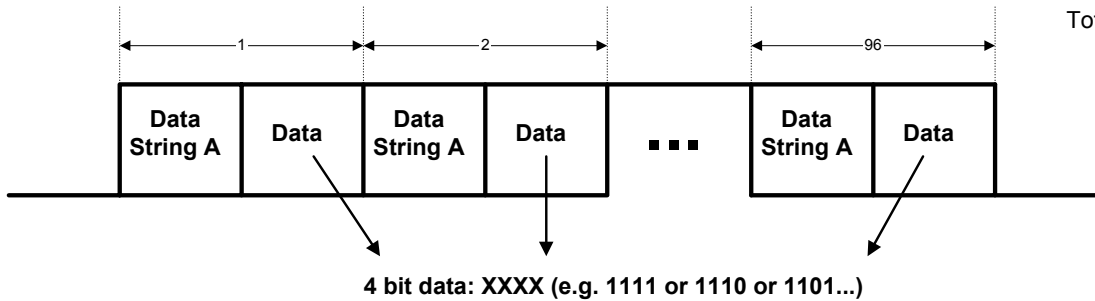 1
2
96
Data
String A
Data
Data
String A
Data
Data
String A
Data
4 bit data: XXXX (e.g. 1111 or 1110 or 1101...)